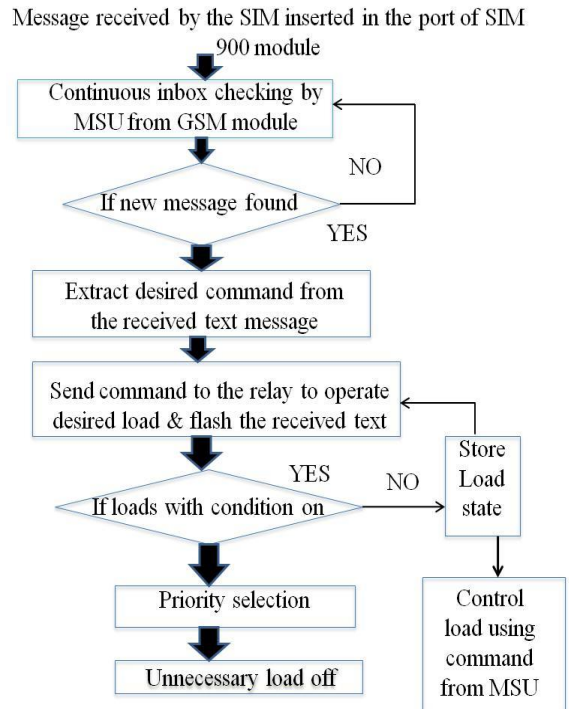 Message received by the SIM inserted in the port of SIM
900 module
Continuous inbox checking by
MSU from GSM module
NO
If new message found
YES
Extract desired command from
the received text message
Send command to the relay to operate
desired load & flash the received text
YES
NO
If loads with condition on
Store
Load
state
Priority selection
Unnecessary load off
Control
load using
command
from MSU